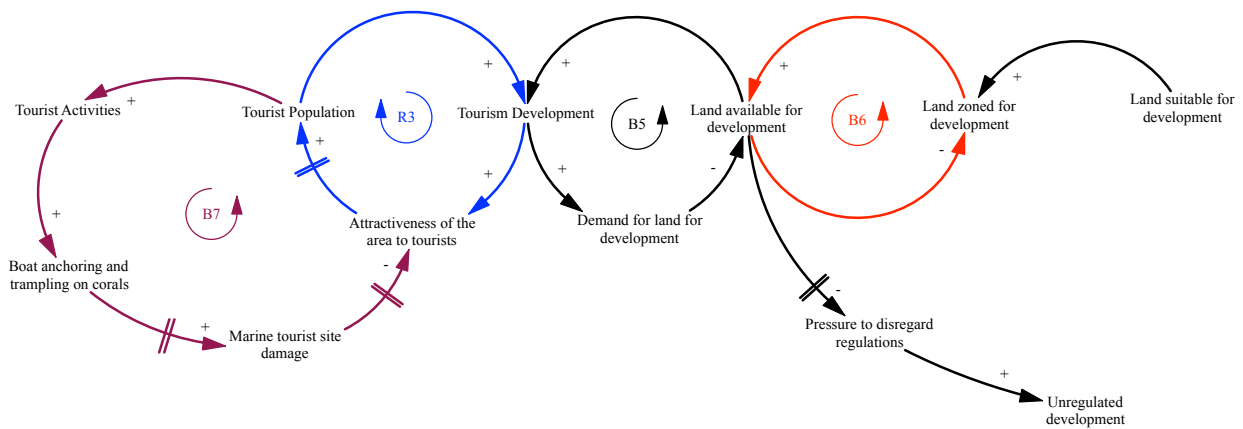 Tourist Activities
+
Tourist Population
+
R3
+
Tourism Development
+
B5
Land available for
development
+
B6
Land zoned for
development
+
-
Land suitable for
development
+
+
+
-
Attractiveness of the
area to tourists
-
Demand for land for
development
B7
+
Boat anchoring and
trampling on corals
+
Marine tourist site
damage
-
Pressure to disregard
regulations
+
Unregulated
development